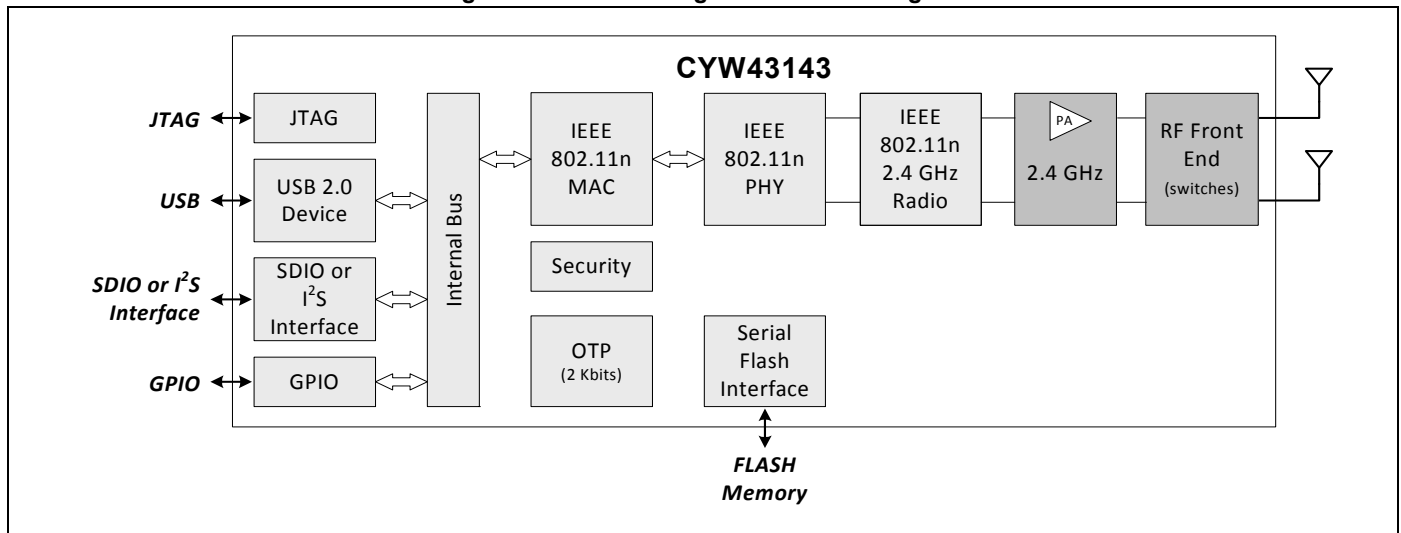 CYW43143
JTAG
JTAG
IEEE
802.11n
MAC
IEEE
802.11n
PHY
IEEE
802.11n
2.4 GHz
Radio
PA
2.4 GHz
RF Front
End
(switches)
USB
USB 2.0
Device
Internal Bus
Security
SDIO or I²S
Interface
SDIO or
I²S
Interface
OTP
(2 Kbits)
Serial
Flash
Interface
GPIO
GPIO
FLASH
Memory